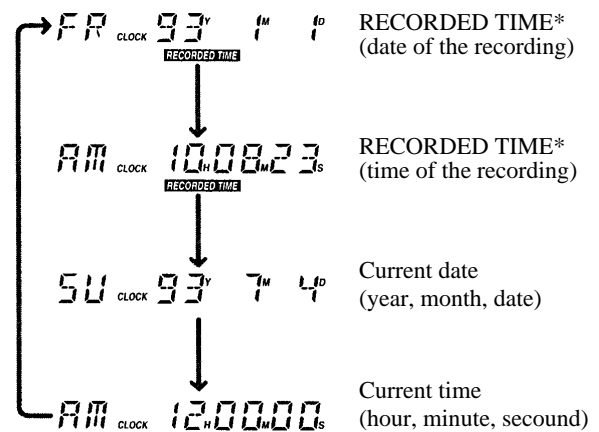 FR CLOCK 93Y 1M 1D RECORDED TIME*
RECORDED TIME (date of the recording)
AM CLOCK 10H08M23S RECORDED TIME*
RECORDED TIME (time of the recording)
SU CLOCK 93Y 7M 4D Current date
(year, month, date)
AM CLOCK 12H00M00S Current time
(hour, minute, secound)